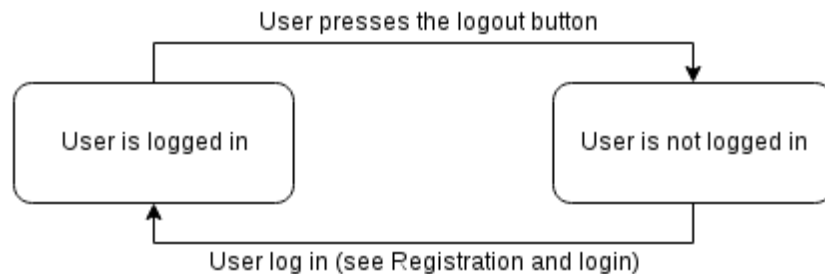 User presses the logout button
User is logged in
User is not logged in
User log in (see Registration and login)